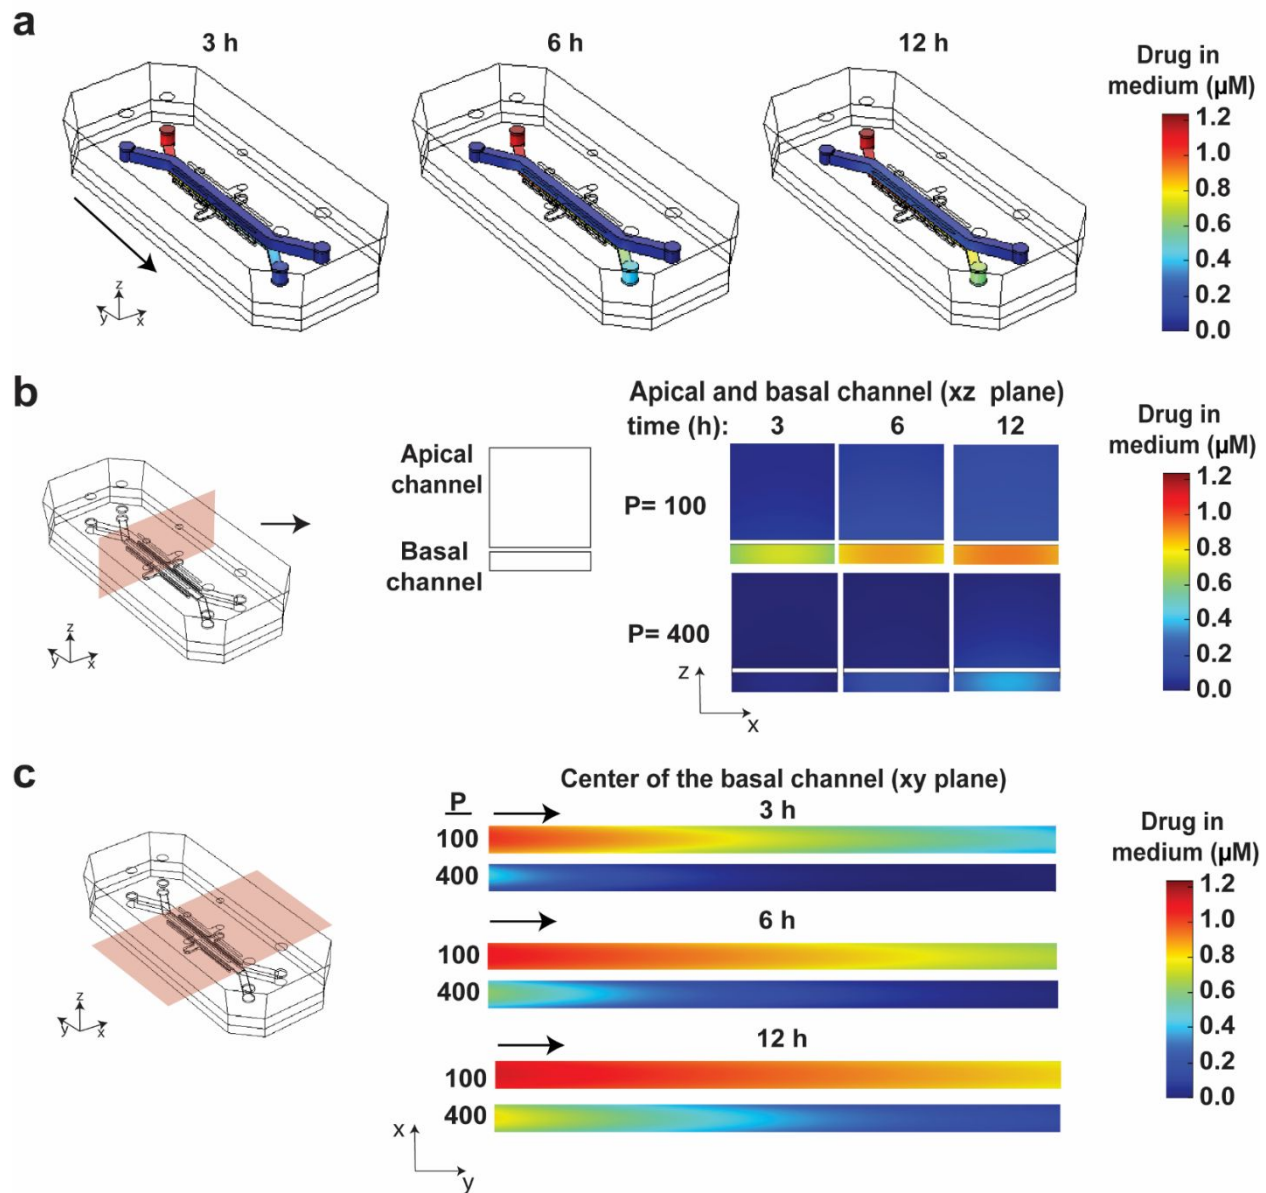 a
3 h
6 h
12 h
Drug in
medium (µM)
1.2
1.0
0.8
0.6
0.4
0.2
0.0
z
y
x
b
Apical
channel
Basal
channel
Apical and basal channel (xz plane)
time (h): 3 6 12
P= 100
P= 400
z
x
z
y
x
Drug in
medium (µM)
1.2
1.0
0.8
0.6
0.4
0.2
0.0
c
Center of the basal channel (xy plane)
P
3 h
100
400
6 h
100
400
12 h
100
400
x
y
z
y
x
Drug in
medium (µM)
1.2
1.0
0.8
0.6
0.4
0.2
0.0